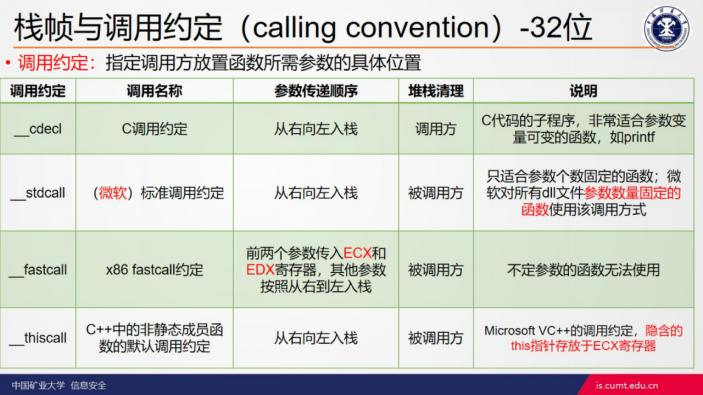 栈帧与调用约定（calling convention）-32位
• 调用约定：指定调用方放置函数所需参数的具体位置
调用约定 调用名称 参数传递顺序 堆栈清理 说明
__cdecl C调用约定 从右向左入栈 调用方 C代码的子程序，非常适合参数变
量可变的函数，如printf
__stdcall （微软）标准调用约定 从右向左入栈 被调用方 只适合参数个数固定的函数；微
软对所有dll文件参数数量固定的
函数使用该调用方式
__fastcall x86 fastcall约定 前两个参数传入ECX和
EDX寄存器，其他参数
按照从右到左入栈 被调用方 不定参数的函数无法使用
__thiscall C++中的非静态成员函
数的默认调用约定 从右向左入栈 被调用方 Microsoft VC++的调用约定，隐含的
this指针存放于ECX寄存器
中国矿业大学 信息安全
is.cumt.edu.cn